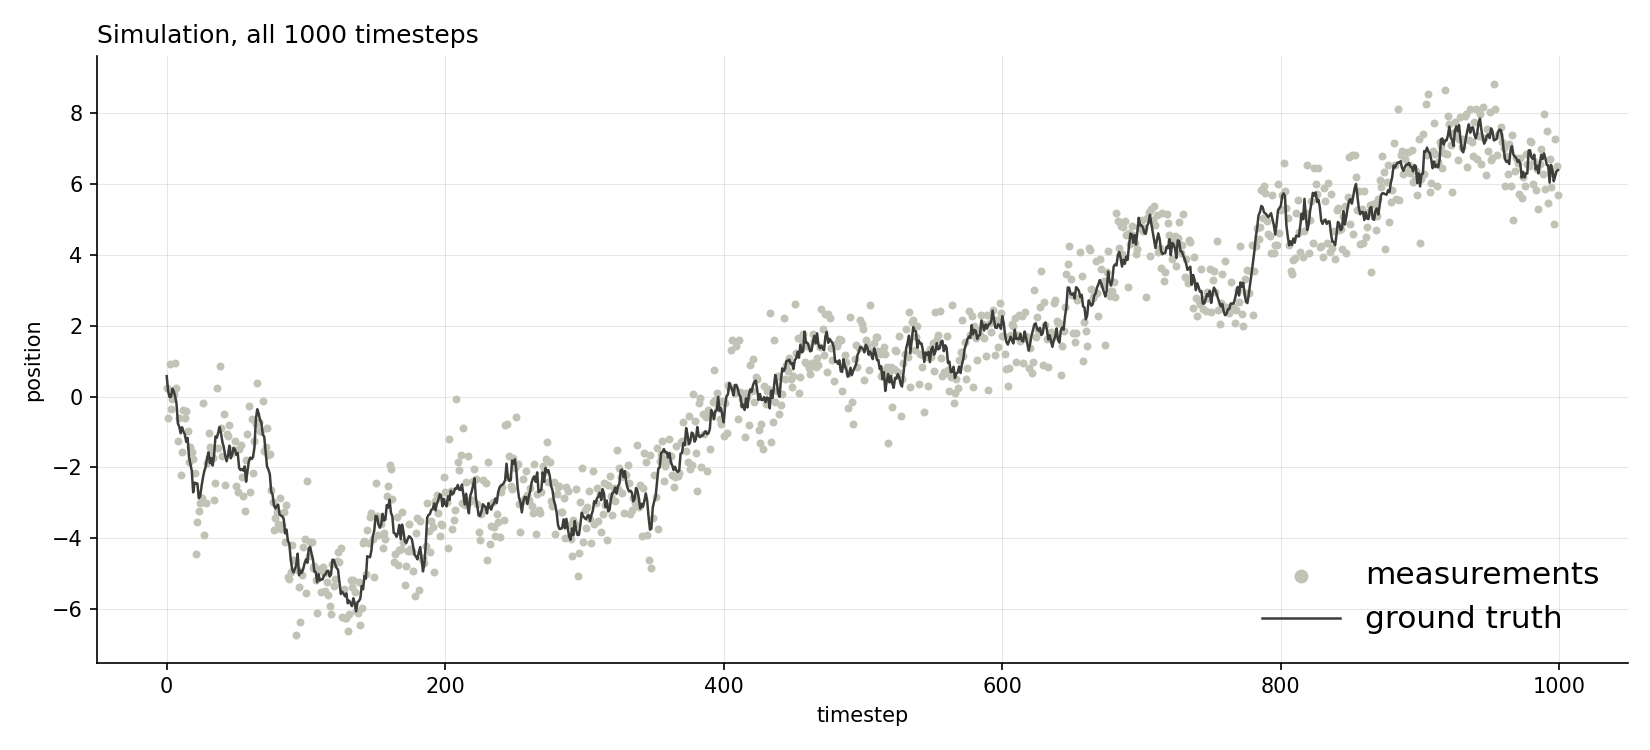 Simulation, all 1000 timesteps
position
8
6
4
2
0
−2
−4
−6
measurements
ground truth
0 200 400 600 800 1000
timestep